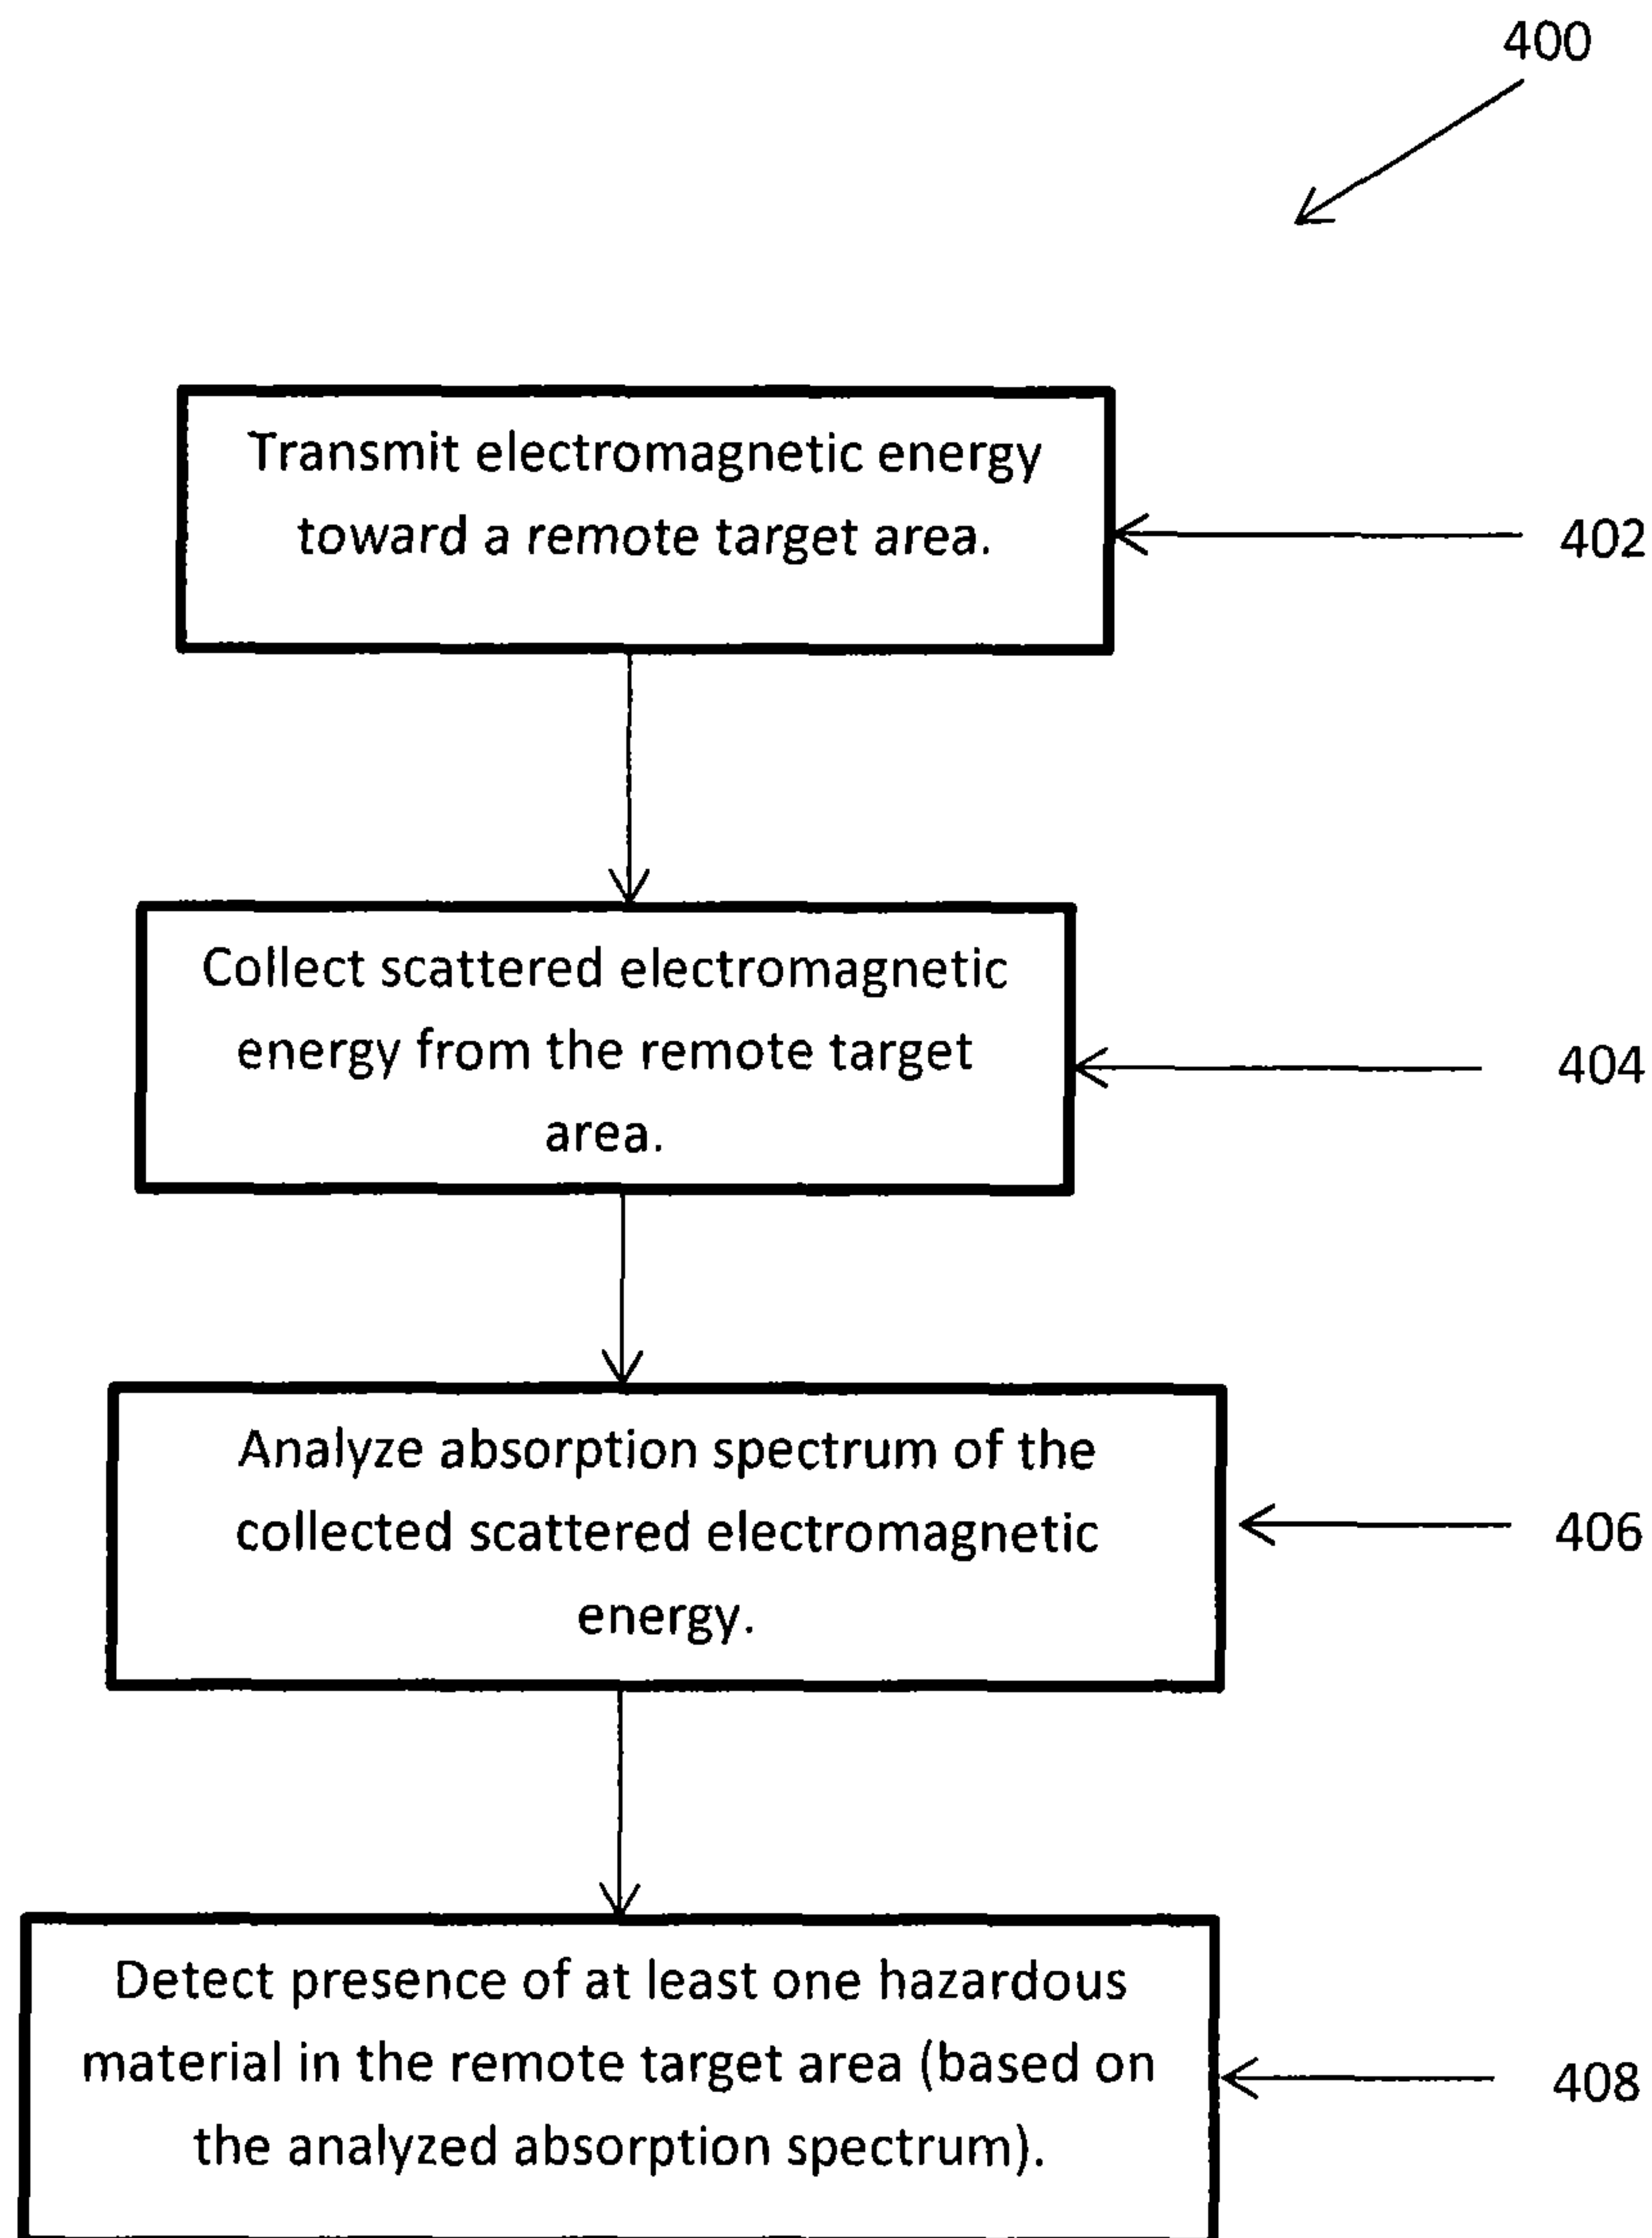 400
Transmit electromagnetic energy
toward a remote target area.
402
Collect scattered electromagnetic
energy from the remote target
area.
404
Analyze absorption spectrum of the
collected scattered electromagnetic
energy.
406
Detect presence of at least one hazardous
material in the remote target area (based on
the analyzed absorption spectrum).
408